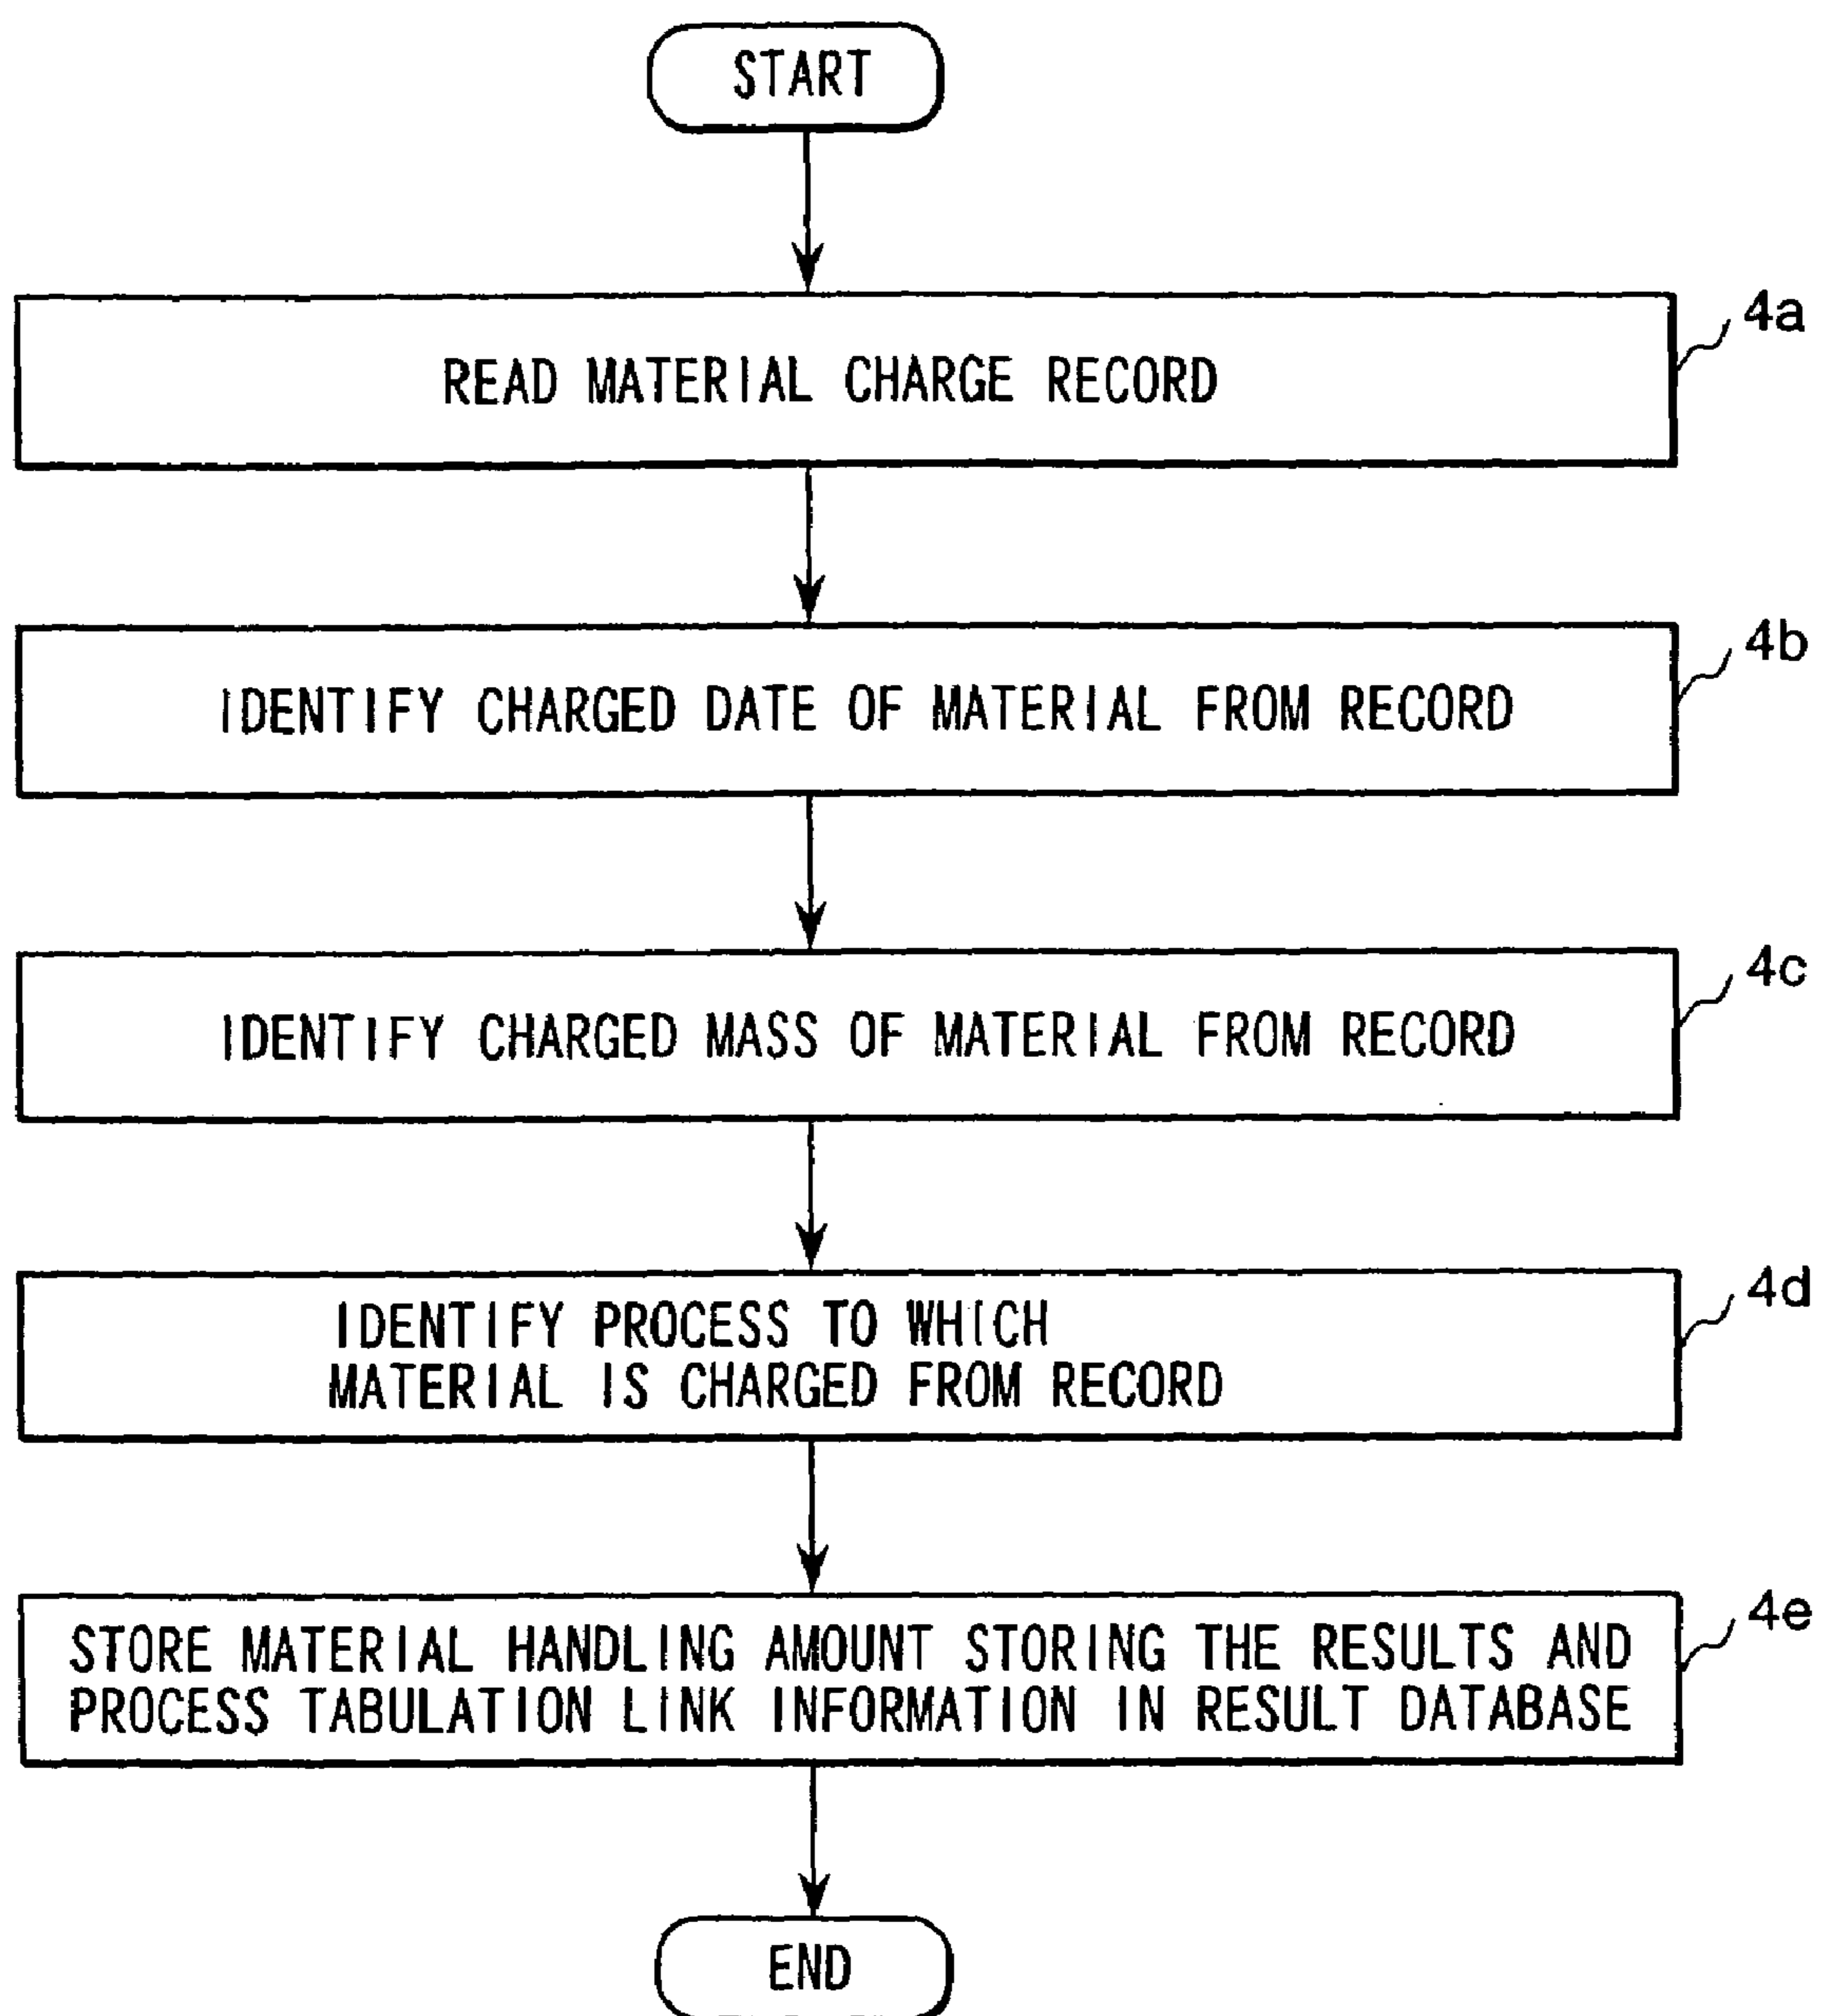 START
4a
READ MATERIAL CHARGE RECORD
4b
IDENTIFY CHARGED DATE OF MATERIAL FROM RECORD
4c
IDENTIFY CHARGED MASS OF MATERIAL FROM RECORD
4d
IDENTIFY PROCESS TO WHICH
MATERIAL IS CHARGED FROM RECORD
4e
STORE MATERIAL HANDLING AMOUNT STORING THE RESULTS AND
PROCESS TABULATION LINK INFORMATION IN RESULT DATABASE
END